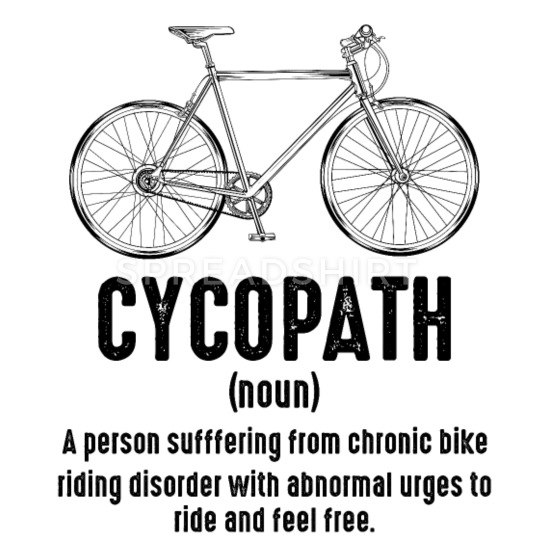 SPREADSHIRT
CYCOPATH
(noun)
A person sufffering from chronic bike
riding disorder with abnormal urges to
ride and feel free.